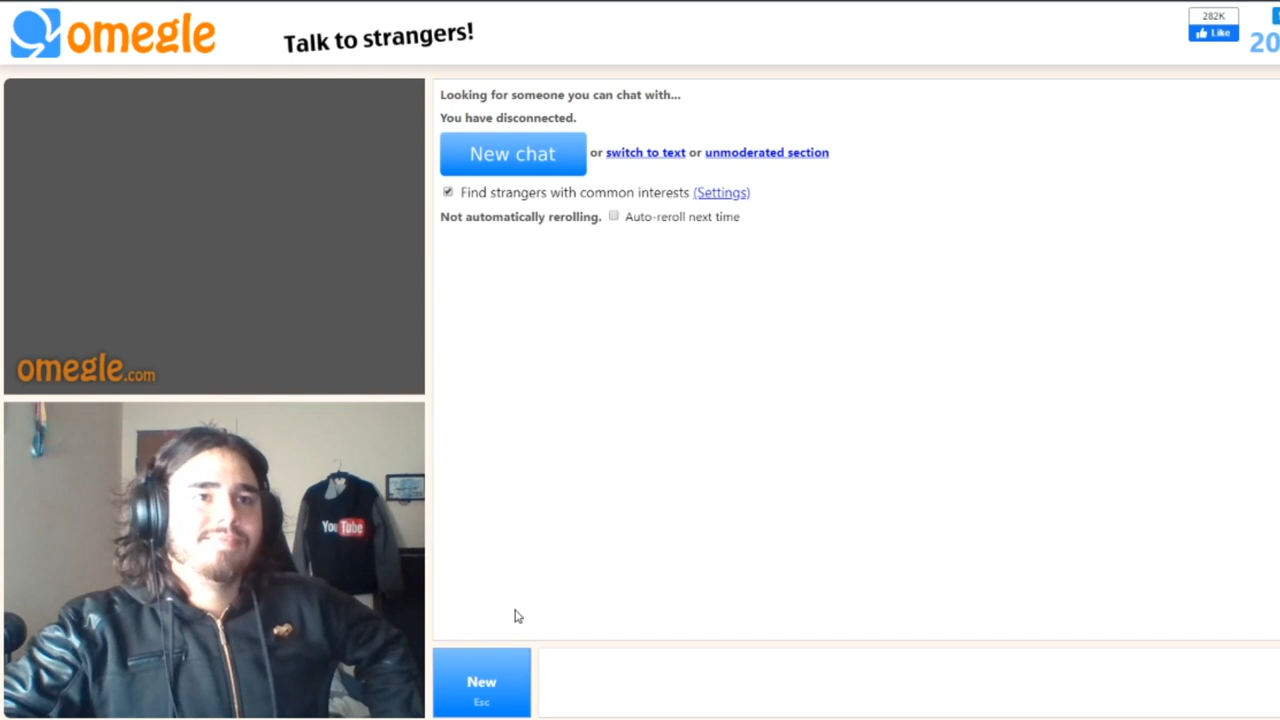 omegle
Talk to strangers!
282K
Like
20
Looking for someone you can chat with...
You have disconnected.
New chat or switch to text or unmoderated section
Find strangers with common interests (Settings)
Not automatically rerolling. Auto-reroll next time
omegle.com
YouTube
New
Esc